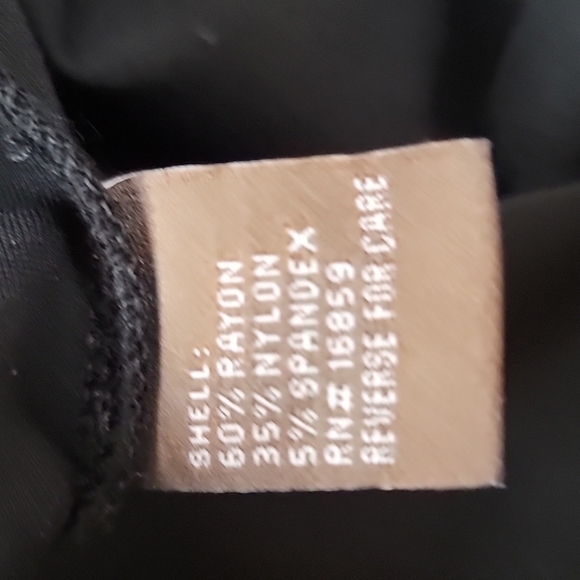 SHELL:
60% RAYON
35% NYLON
5% SPANDEX
RN# 16859
REVERSE FOR CARE